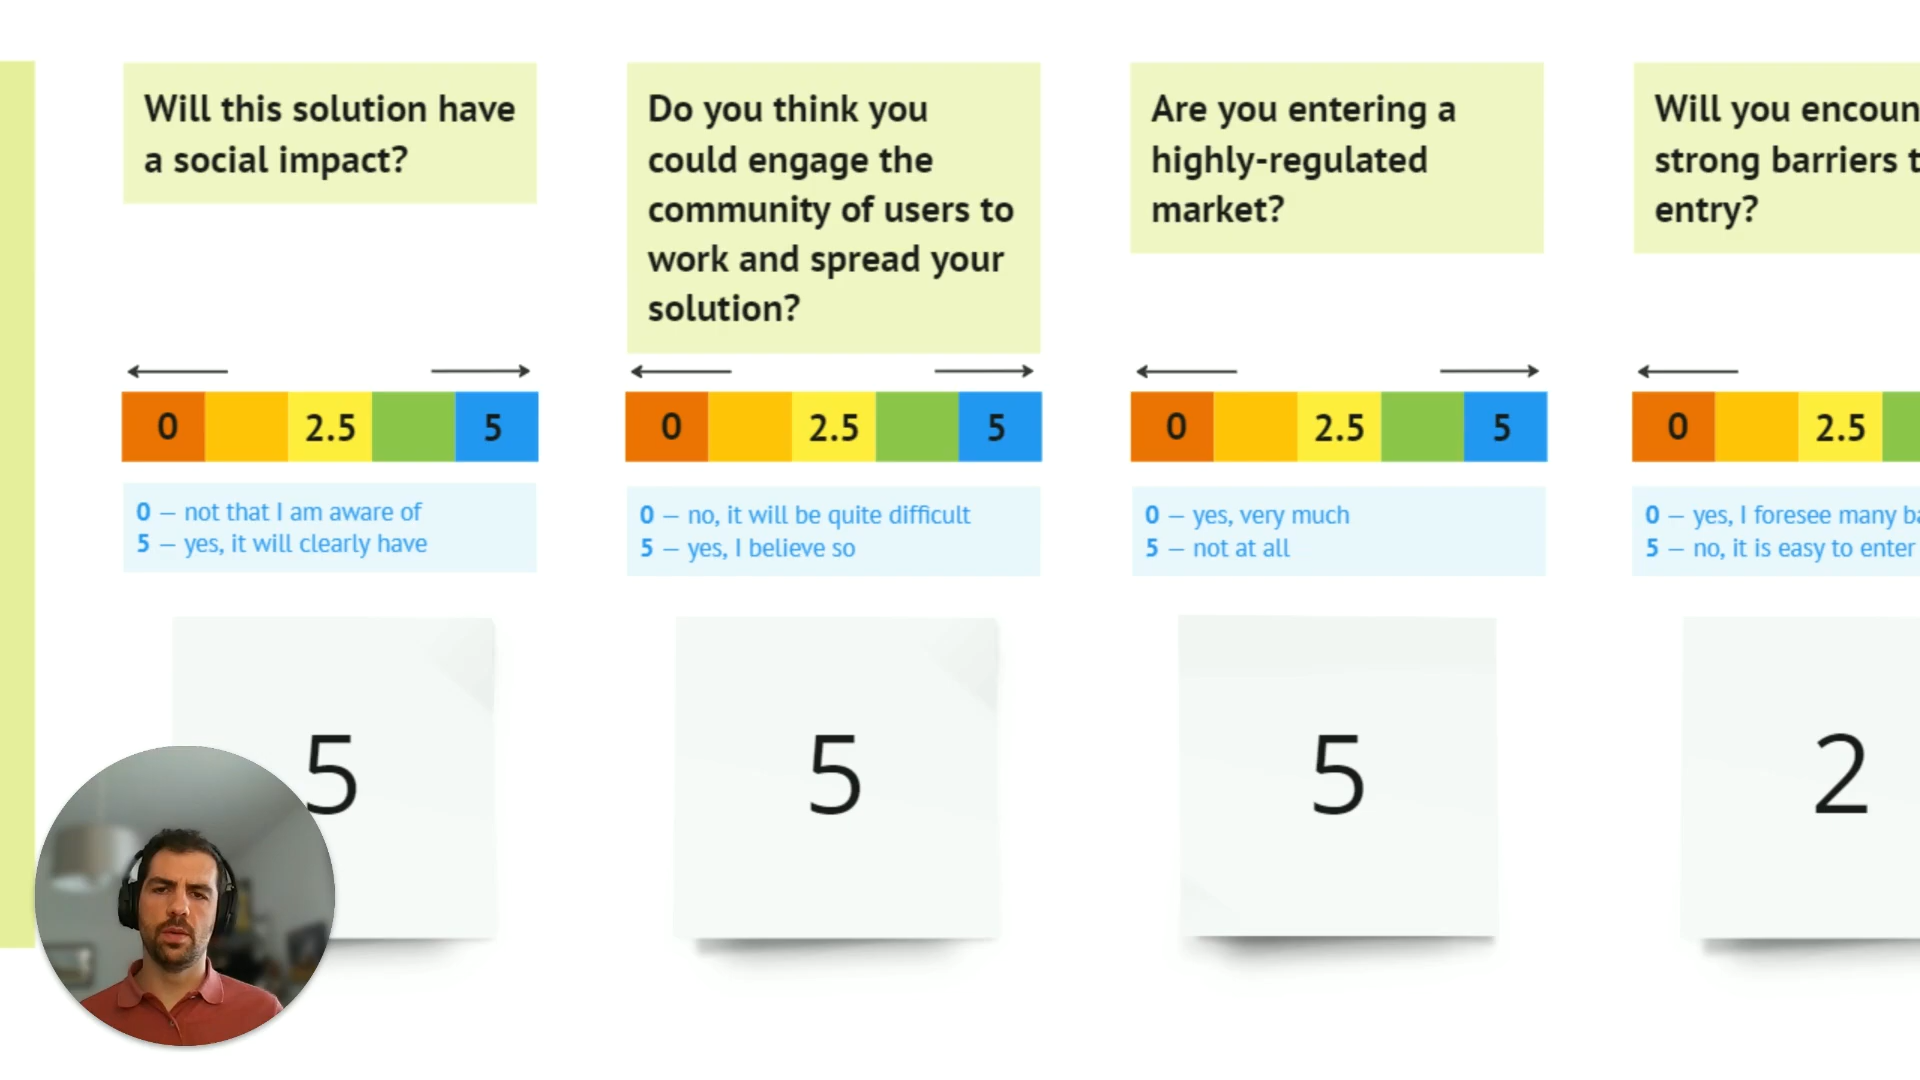 Will this solution have
a social impact?
0 2.5 5
0 – not that I am aware of
5 – yes, it will clearly have
5
Do you think you
could engage the
community of users to
work and spread your
solution?
0 2.5 5
0 – no, it will be quite difficult
5 – yes, I believe so
5
Are you entering a
highly-regulated
market?
0 2.5 5
0 – yes, very much
5 – not at all
5
Will you
strong barriers
entry?
0 2.5
0 – yes, I foresee many
5 – no, it is easy to enter
2